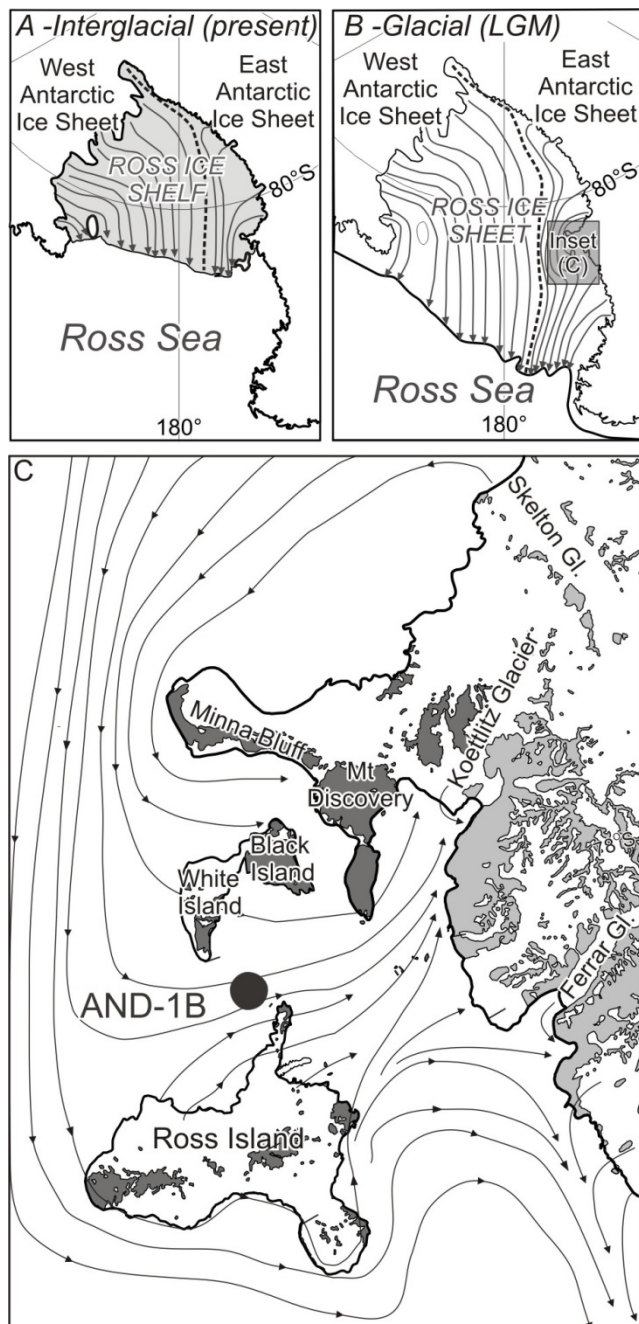 A -Interglacial (present)
West
Antarctic
Ice Sheet
East
Antarctic
Ice Sheet
ROSS ICE
SHELF
80°S
Ross Sea
180°
B -Glacial (LGM)
West
Antarctic
Ice Sheet
East
Antarctic
Ice Sheet
80°S
ROSS ICE
SHEET
Inset
(C)
Ross Sea
180°
C
Skelton Gl.
Koettlitz Glacier
Minna Bluff
Mt
Discovery
Black
Island
White
Island
Ferrar Gl.
AND-1B
Ross Island